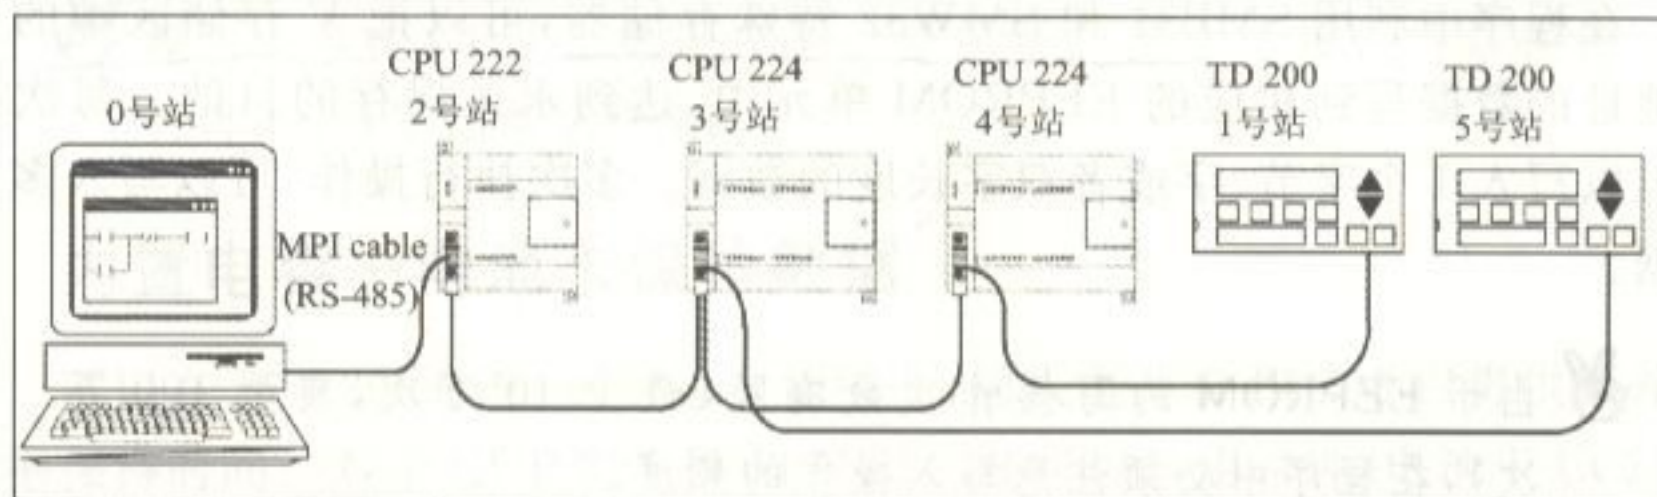 0号站
CPU 222
2号站
CPU 224
3号站
CPU 224
4号站
TD 200
1号站
TD 200
5号站
MPI cable
(RS-485)